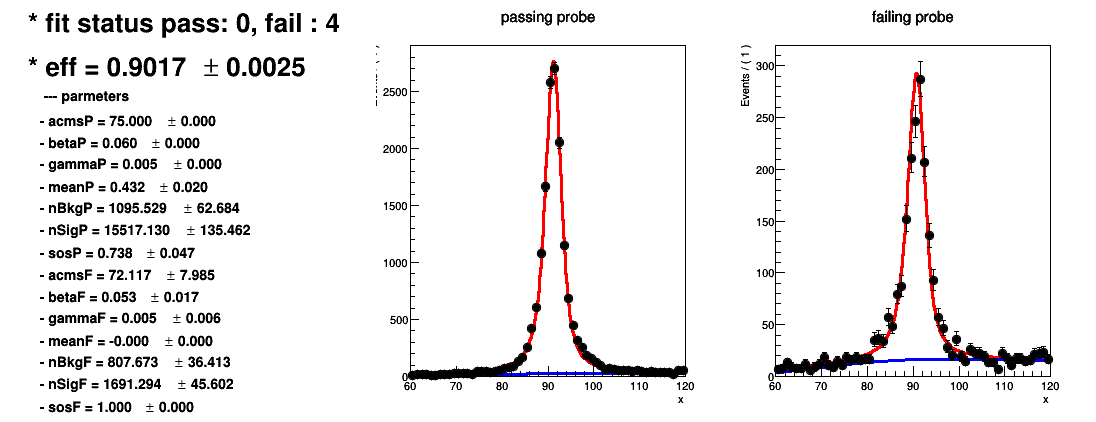 * fit status pass: 0, fail : 4
* eff = 0.9017 ± 0.0025
--- parmeters
- acmsP = 75.000 ± 0.000
- betaP = 0.060 ± 0.000
- gammaP = 0.005 ± 0.000
- meanP = 0.432 ± 0.020
- nBkgP = 1095.529 ± 62.684
- nSigP = 15517.130 ± 135.462
- sosP = 0.738 ± 0.047
- acmsF = 72.117 ± 7.985
- betaF = 0.053 ± 0.017
- gammaF = 0.005 ± 0.006
- meanF = -0.000 ± 0.000
- nBkgF = 807.673 ± 36.413
- nSigF = 1691.294 ± 45.602
- sosF = 1.000 ± 0.000
passing probe
2500
2000
1500
1000
500
0
60 70 80 90 100 110 120
x
failing probe
Events / ( 1 )
300
250
200
150
100
50
0
60 70 80 90 100 110 120
x